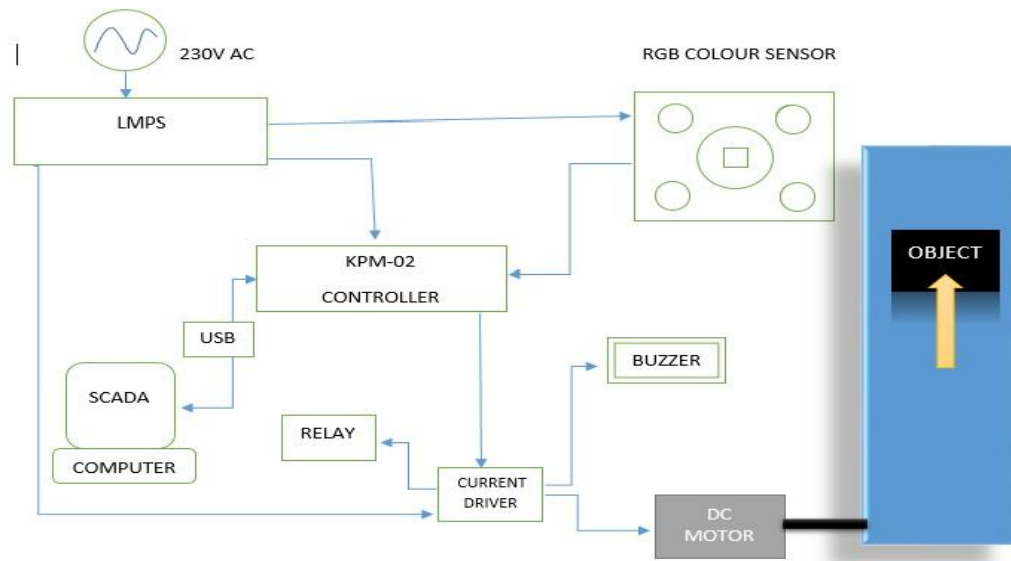 230V AC
RGB COLOUR SENSOR
LMPS
OBJECT
KPM-02
CONTROLLER
USB
BUZZER
SCADA
RELAY
COMPUTER
CURRENT
DRIVER
DC
MOTOR